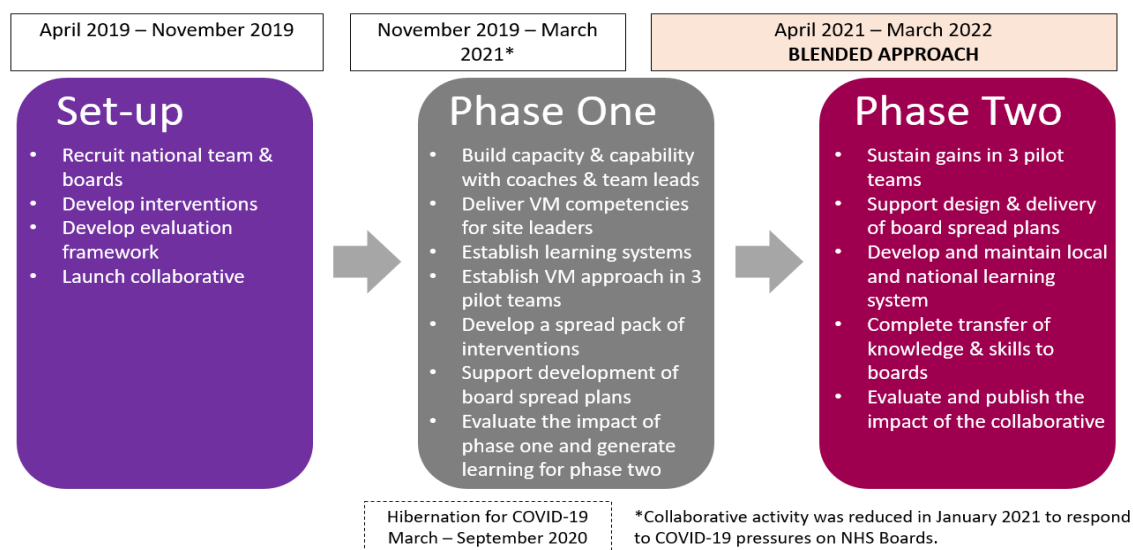 April 2019 – November 2019
November 2019 – March
2021*
April 2021 – March 2022
BLENDED APPROACH
Set-up
• Recruit national team &
boards
• Develop interventions
• Develop evaluation
framework
• Launch collaborative
Phase One
• Build capacity & capability
with coaches & team leads
• Deliver VM competencies
for site leaders
• Establish learning systems
• Establish VM approach in 3
pilot teams
• Develop a spread pack of
interventions
• Support development of
board spread plans
• Evaluate the impact of
phase one and generate
learning for phase two
Phase Two
• Sustain gains in 3 pilot
teams
• Support design & delivery
of board spread plans
• Develop and maintain local
and national learning
system
• Complete transfer of
knowledge & skills to
boards
• Evaluate and publish the
impact of the collaborative
Hibernation for COVID-19
March – September 2020
*Collaborative activity was reduced in January 2021 to respond
to COVID-19 pressures on NHS Boards.